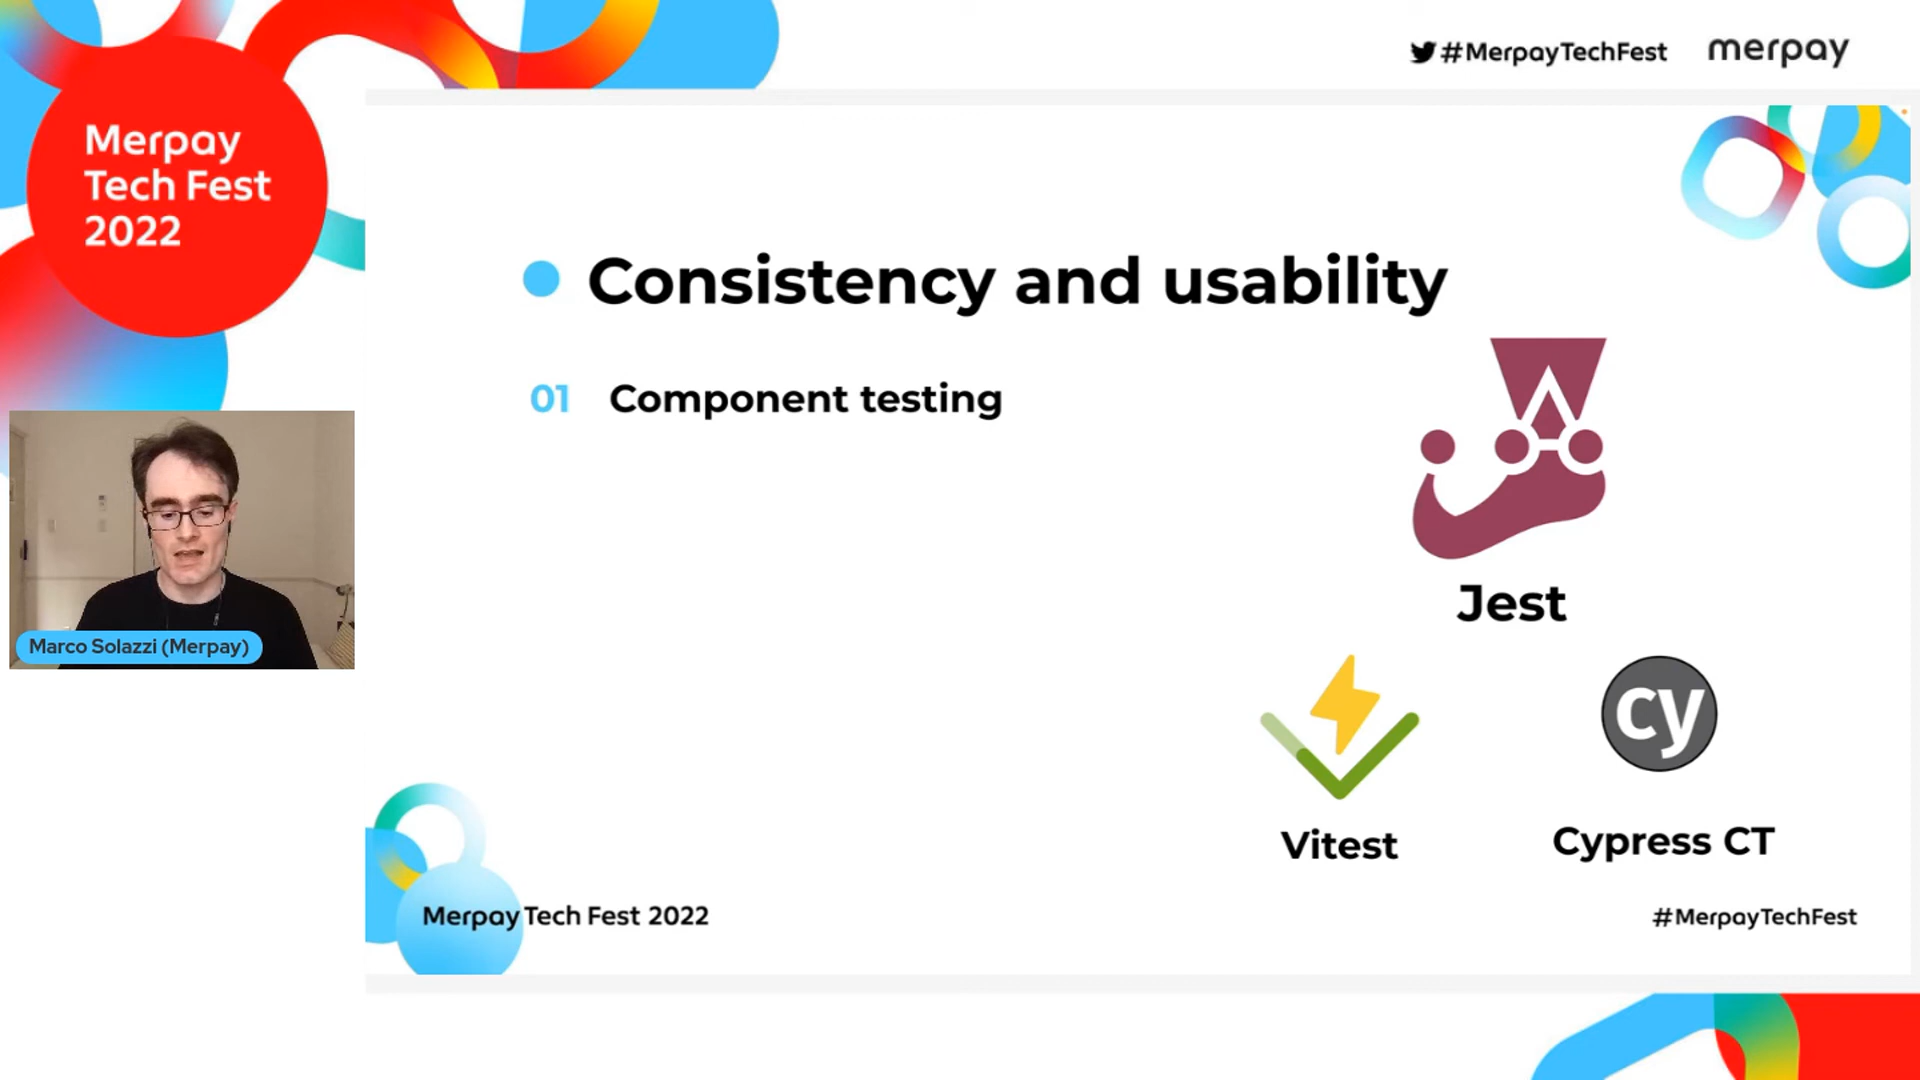 #MerpayTechFest
merpay
Merpay
Tech Fest
2022
Consistency and usability
01 Component testing
Jest
cy
Vitest
Cypress CT
Marco Solazzi (Merpay)
Merpay Tech Fest 2022
#MerpayTechFest